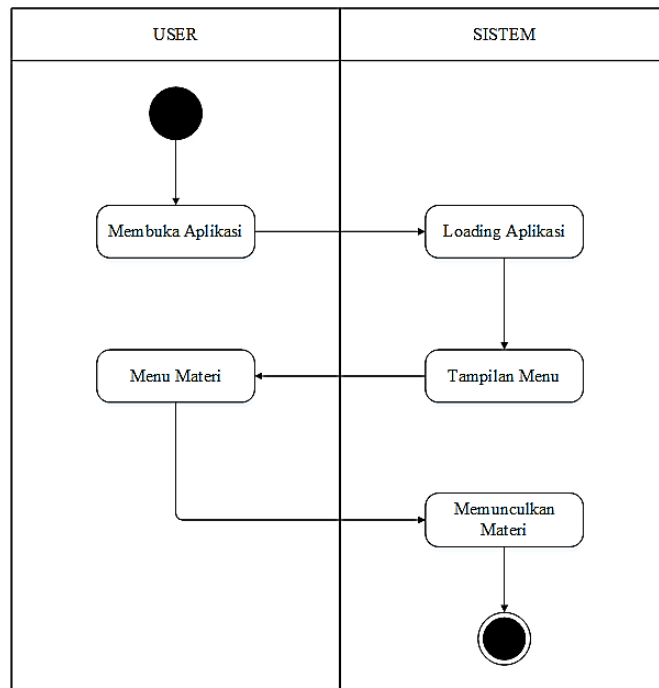 USER
SISTEM
Membuka Aplikasi
Loading Aplikasi
Menu Materi
Tampilan Menu
Memunculkan
Materi